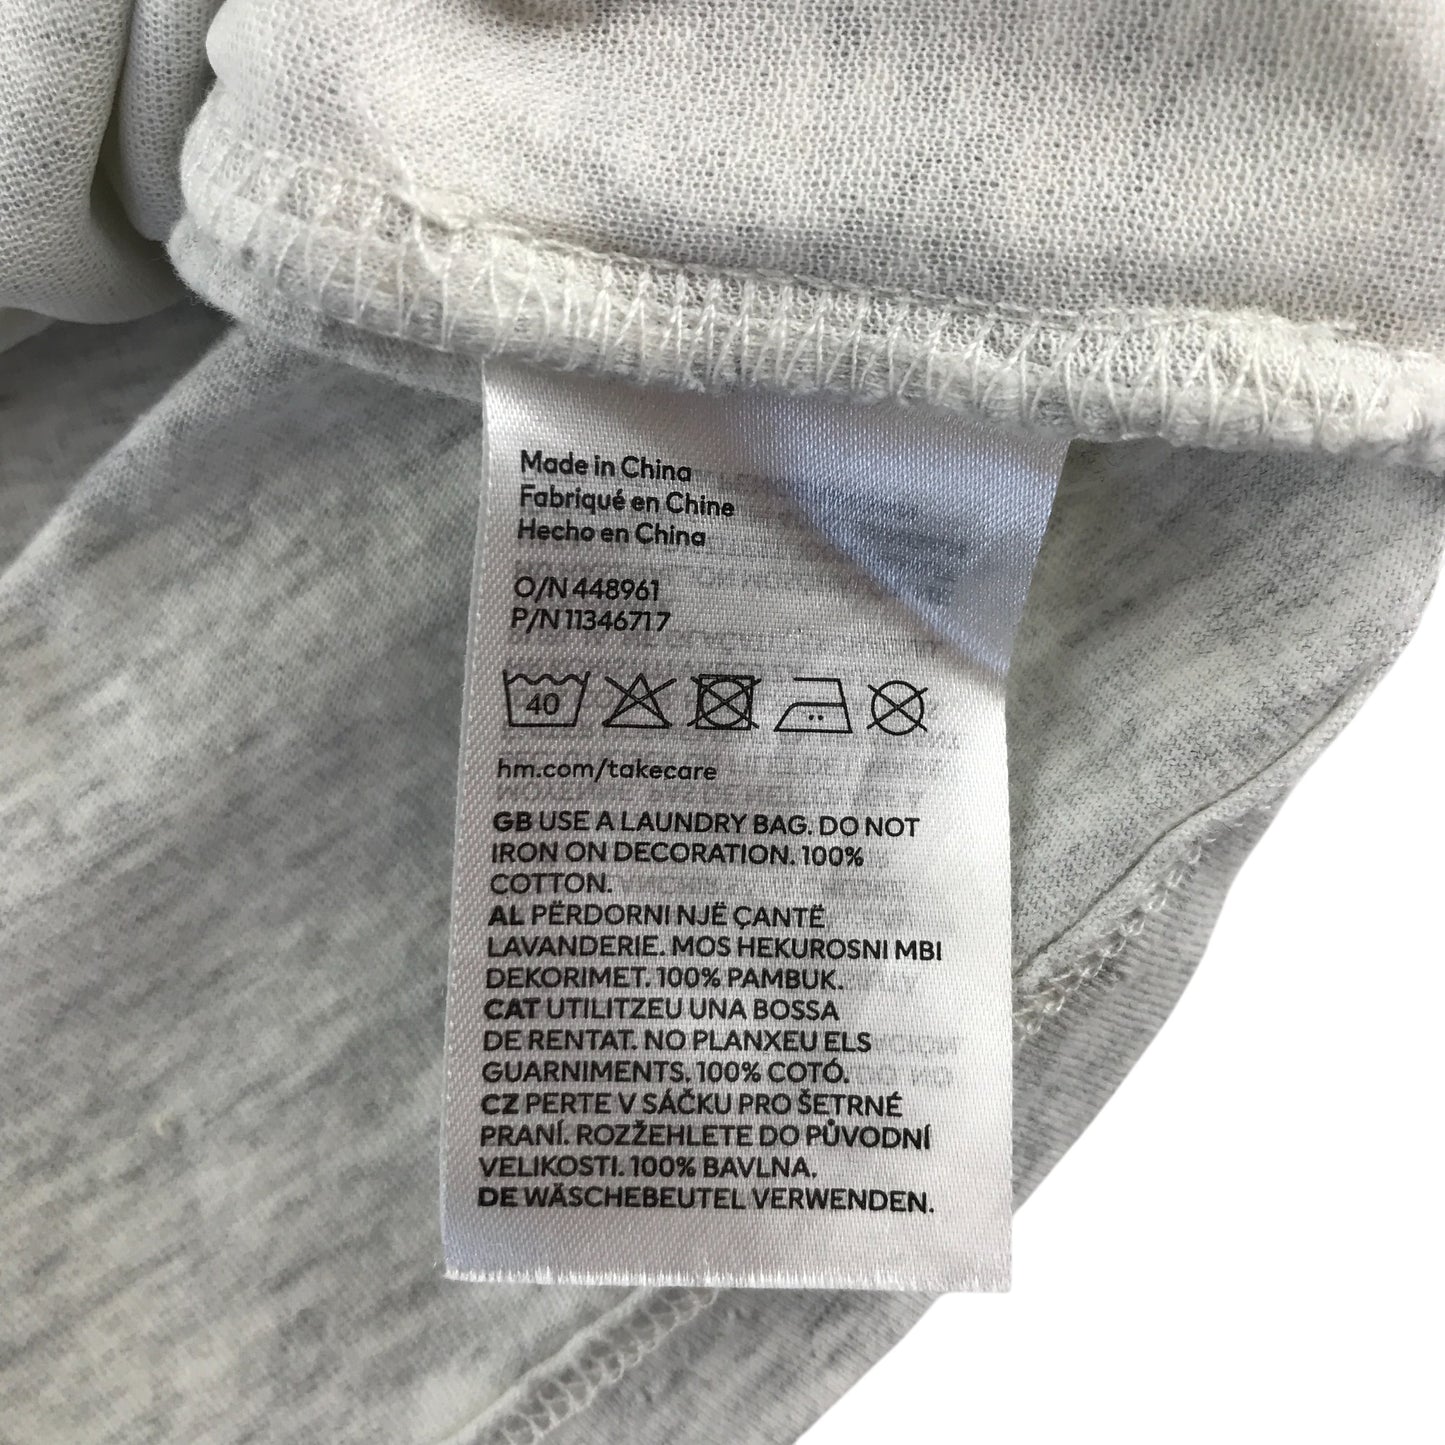 Made in China
Fabriqué en Chine
Hecho en China
O/N 448961
P/N 11346717
40
hm.com/takecare
GB USE A LAUNDRY BAG. DO NOT
IRON ON DECORATION. 100%
COTTON.
AL PËRDORNI NJË ÇANTË
LAVANDERIE. MOS HEKUROSNI MBI
DEKORIMET. 100% PAMBUK.
CAT UTILITZEU UNA BOSSA
DE RENTAT. NO PLANXEU ELS
GUARNIMENTS. 100% COTÓ.
CZ PERTE V SÁČKU PRO ŠETRNÉ
PRANÍ. ROZŽEHLETE DO PŮVODNÍ
VELIKOSTI. 100% BAVLNA.
DE WÄSCHEBEUTEL VERWENDEN.